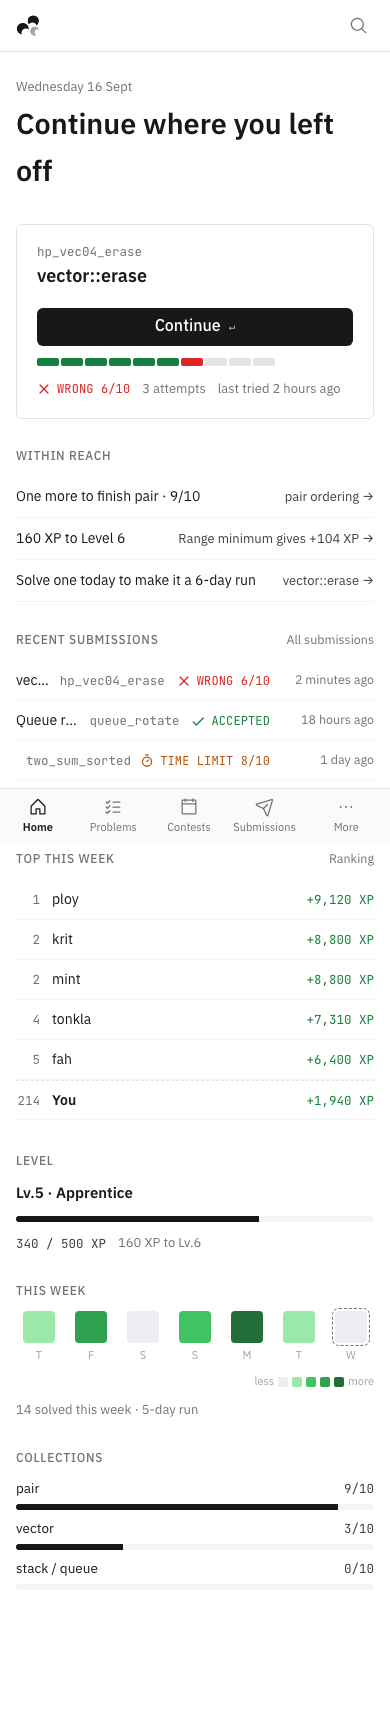 Wednesday 16 Sept
Continue where you left
off
hp_vec04_erase
vector::erase
Continue ↵
WRONG 6/10 3 attempts last tried 2 hours ago
WITHIN REACH
One more to finish pair · 9/10 pair ordering →
160 XP to Level 6 Range minimum gives +104 XP →
Solve one today to make it a 6-day run vector::erase →
RECENT SUBMISSIONS All submissions
vec... hp_vec04_erase WRONG 6/10 2 minutes ago
Queue r... queue_rotate ACCEPTED 18 hours ago
two_sum_sorted TIME LIMIT 8/10 1 day ago
Home Problems Contests Submissions More
TOP THIS WEEK Ranking
1 ploy +9,120 XP
2 krit +8,800 XP
2 mint +8,800 XP
4 tonkla +7,310 XP
5 fah +6,400 XP
214 You +1,940 XP
LEVEL
Lv.5 · Apprentice
340 / 500 XP 160 XP to Lv.6
THIS WEEK
T F S S M T W
less more
14 solved this week · 5-day run
COLLECTIONS
pair 9/10
vector 3/10
stack / queue 0/10